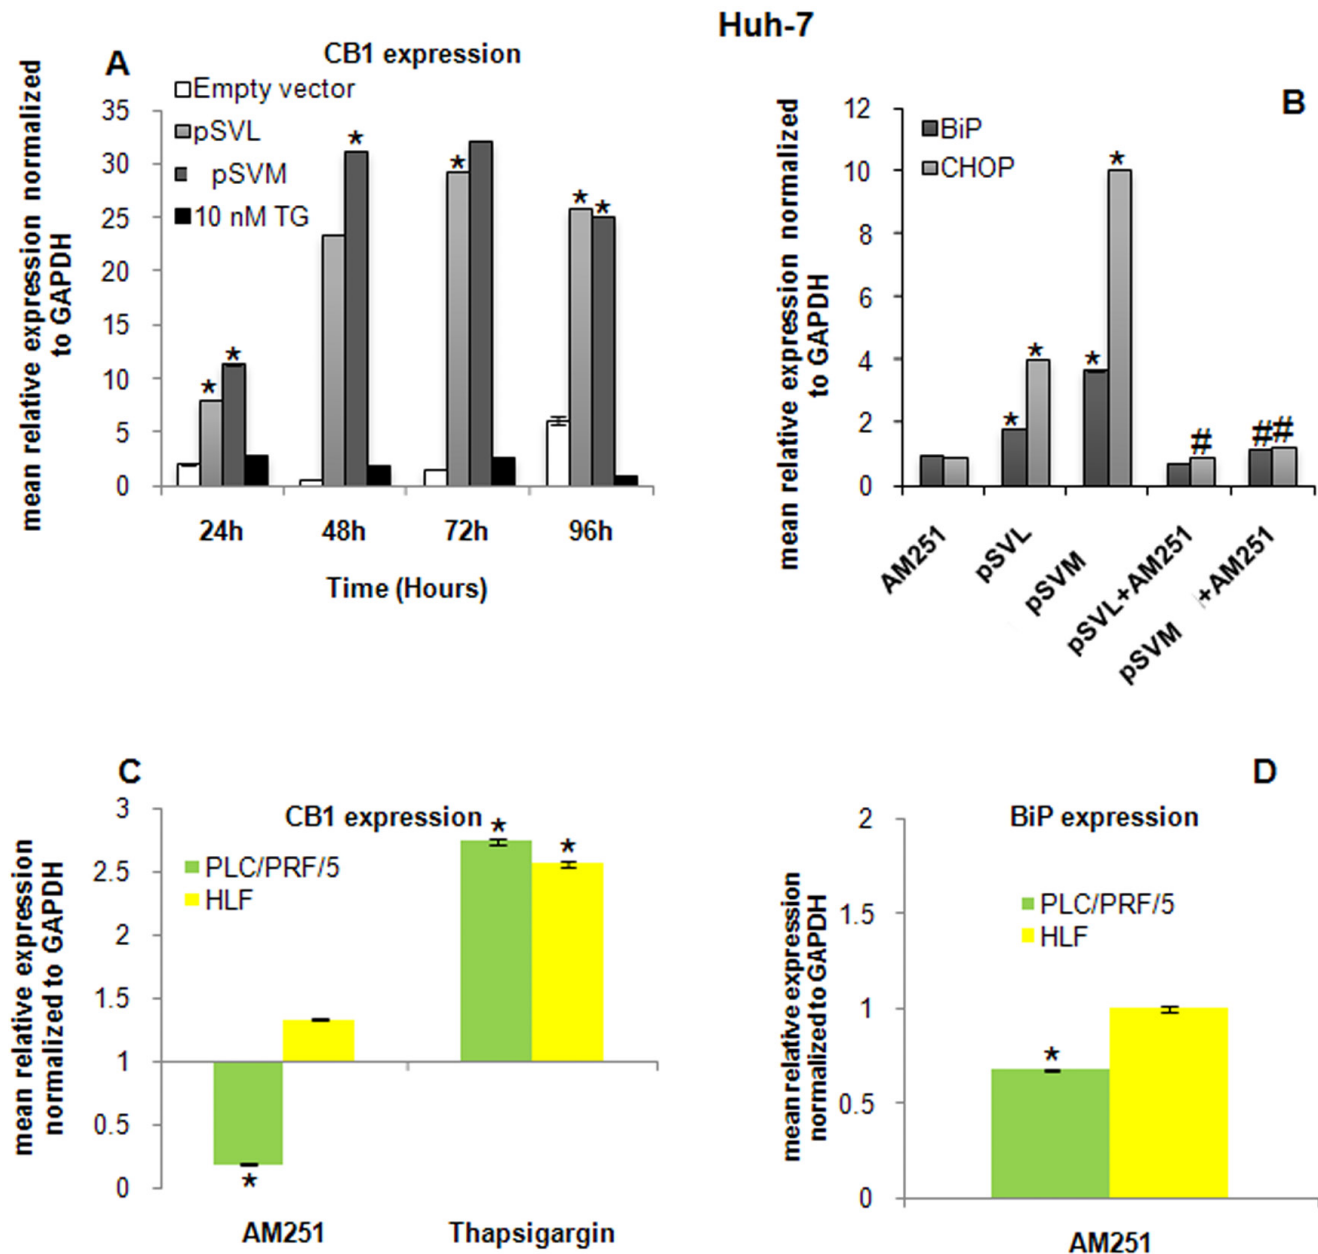 Huh-7
A
CB1 expression
mean relative expression normalized
to GAPDH
Empty vector
pSVL
pSVM
10 nM TG
35
30
25
20
15
10
5
0
* * * * * *
24h 48h 72h 96h
Time (Hours)
B
mean relative expression normalized
to GAPDH
BiP
CHOP
12
10
8
6
4
2
0
* * * * # # #
AM251
pSVL
pSVM
pSVL+AM251
pSVM +AM251
C
CB1 expression
mean relative expression
normalized to GAPDH
PLC/PRF/5
HLF
3
2.5
2
1.5
1
0.5
0
* * *
AM251 Thapsigargin
D
BiP expression
mean relative expression
normalized to GAPDH
PLC/PRF/5
HLF
2
1.5
1
0.5
0
*
AM251